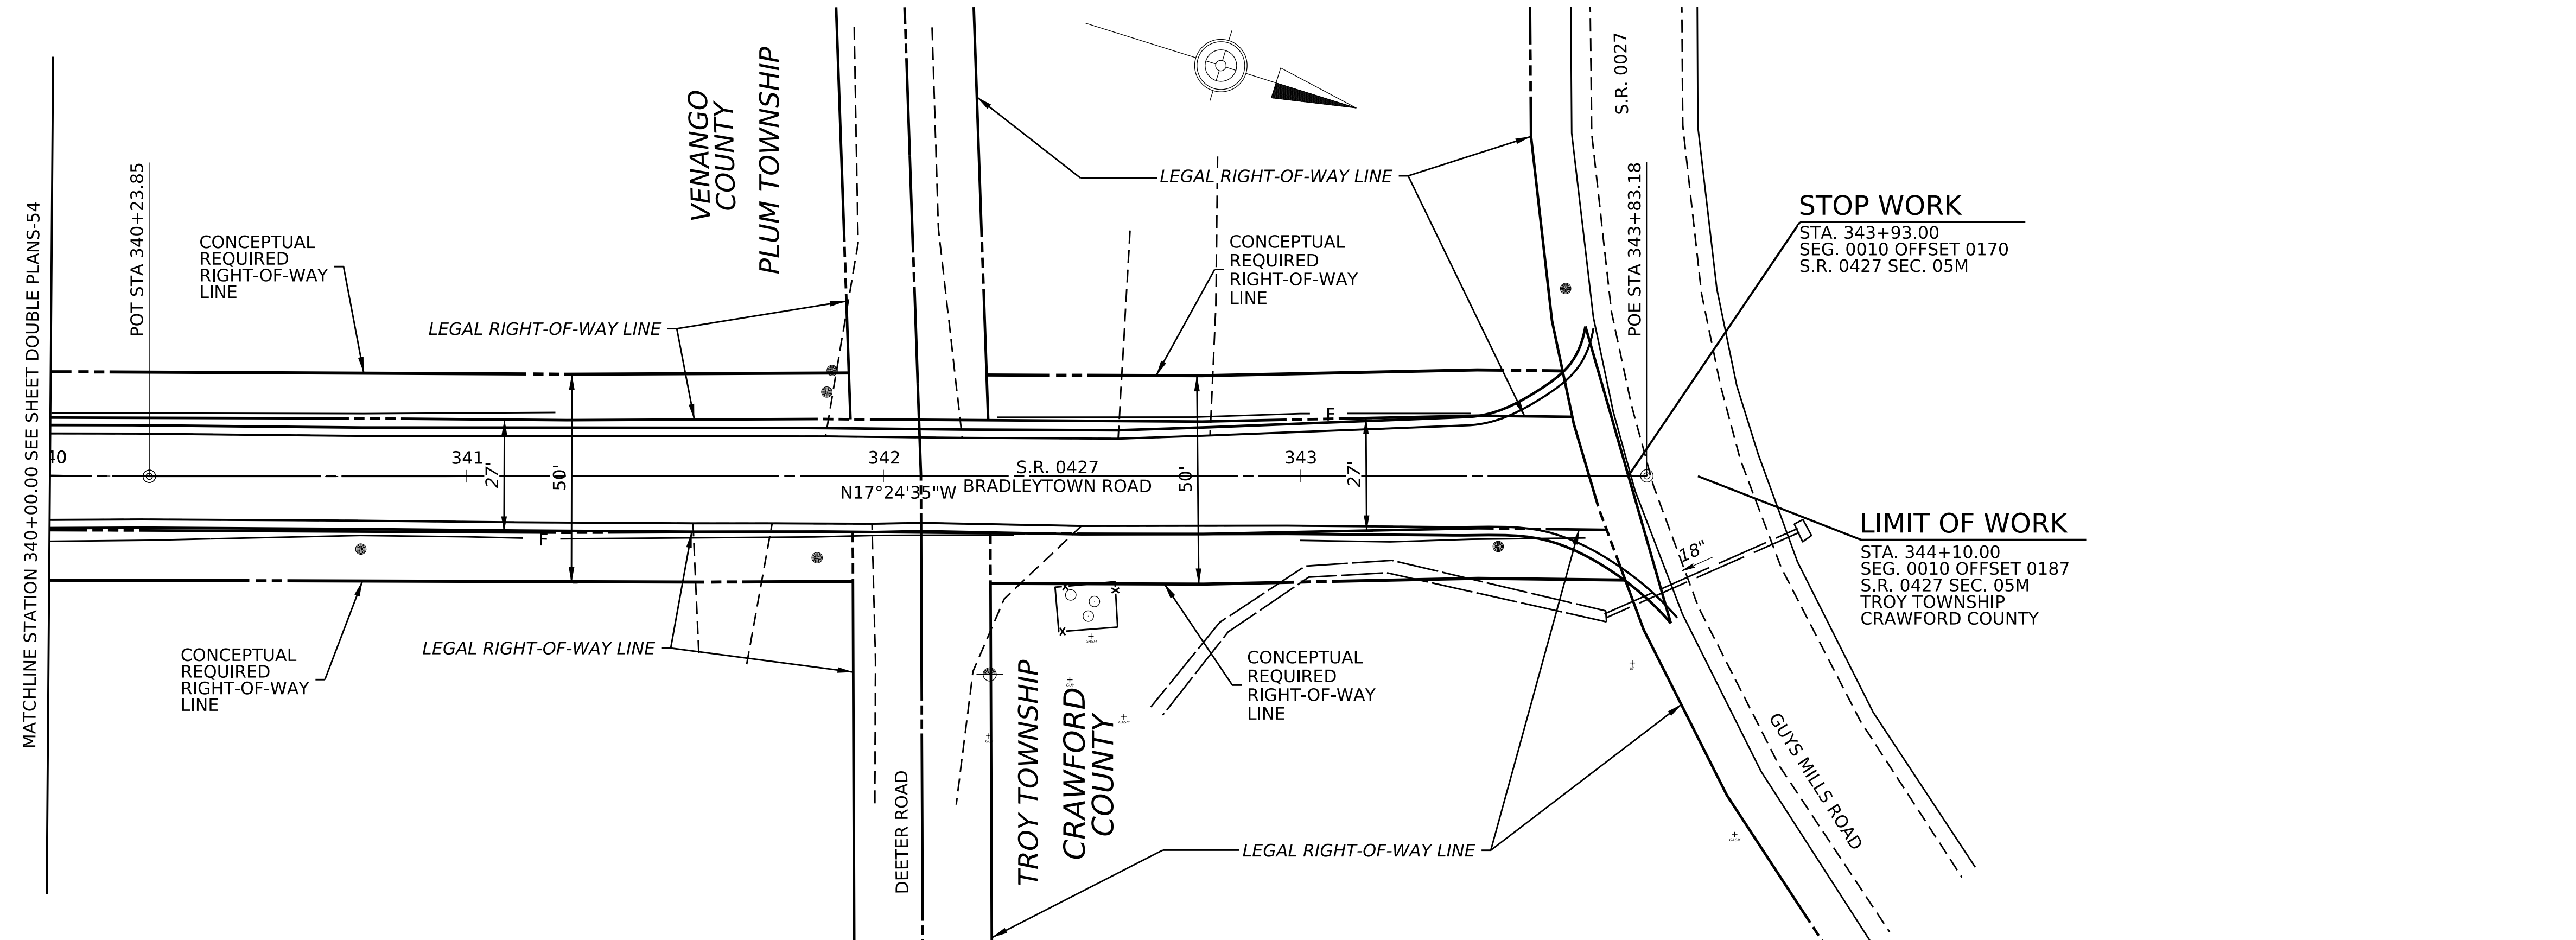 MATCHLINE STATION 340+00.00 SEE SHEET DOUBLE PLANS-54
POT STA 340+23.85
CONCEPTUAL
REQUIRED
RIGHT-OF-WAY
LINE
LEGAL RIGHT-OF-WAY LINE
VENANGO
COUNTY
PLUM TOWNSHIP
LEGAL RIGHT-OF-WAY LINE
CONCEPTUAL
REQUIRED
RIGHT-OF-WAY
LINE
S.R. 0027
POE STA 343+83.18
STOP WORK
STA. 343+93.00
SEG. 0010 OFFSET 0170
S.R. 0427 SEC. 05M
40
341
27'
50'
342
N17°24'35"W
S.R. 0427
BRADLEYTOWN ROAD
50'
343
27'
F
F
18"
LIMIT OF WORK
STA. 344+10.00
SEG. 0010 OFFSET 0187
S.R. 0427 SEC. 05M
TROY TOWNSHIP
CRAWFORD COUNTY
CONCEPTUAL
REQUIRED
RIGHT-OF-WAY
LINE
LEGAL RIGHT-OF-WAY LINE
DEETER ROAD
TROY TOWNSHIP
CRAWFORD
COUNTY
CONCEPTUAL
REQUIRED
RIGHT-OF-WAY
LINE
LEGAL RIGHT-OF-WAY LINE
GUYS MILLS ROAD